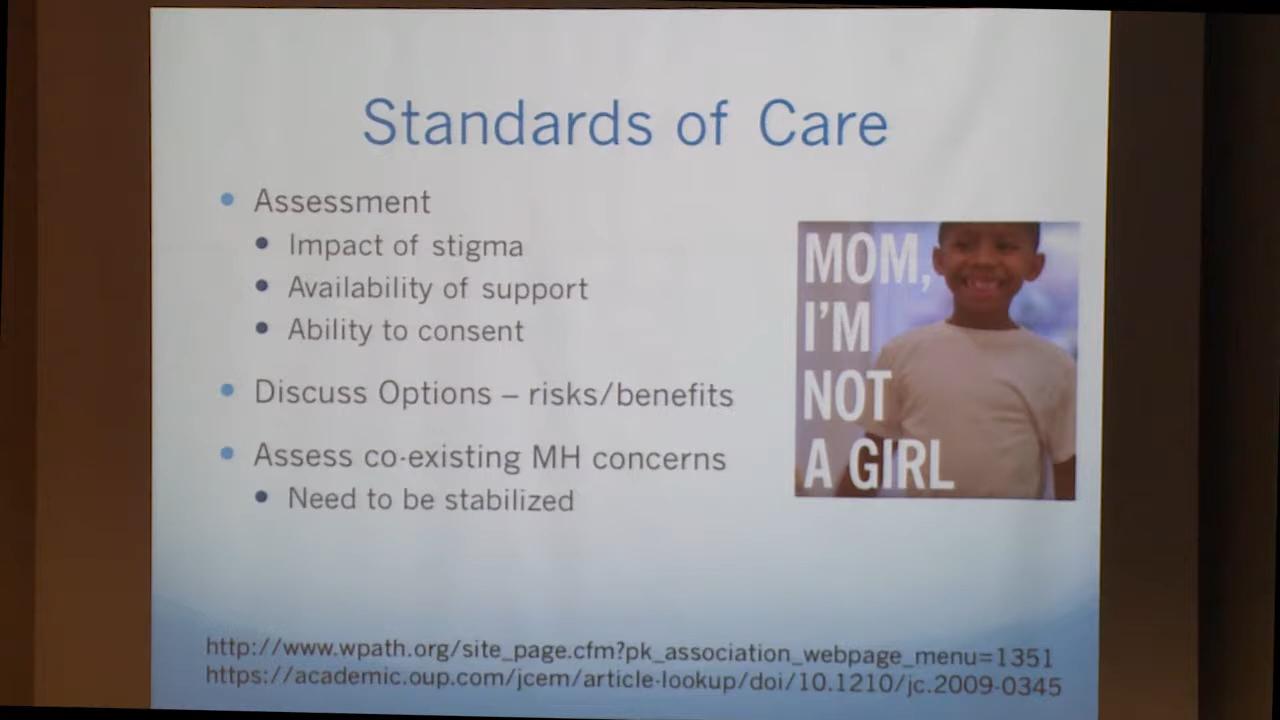 Standards of Care
Assessment
Impact of stigma
Availability of support
Ability to consent
Discuss Options – risks/benefits
Assess co-existing MH concerns
Need to be stabilized
MOM,
I'M
NOT
A GIRL
http://www.wpath.org/site_page.cfm?pk_association_webpage_menu=1351
https://academic.oup.com/jcem/article-lookup/doi/10.1210/jc.2009-0345